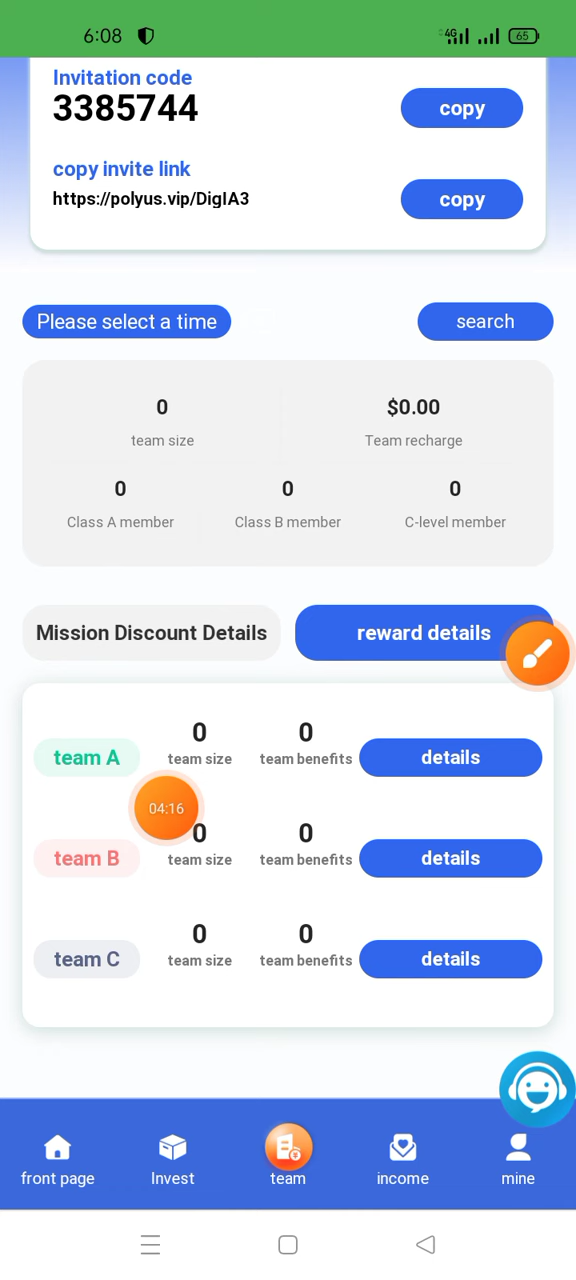 6:08
4G
65
Invitation code
3385744
copy
copy invite link
https://polyus.vip/DigIA3
copy
Please select a time
search
0
$0.00
team size
Team recharge
0
0
0
Class A member
Class B member
C-level member
Mission Discount Details
reward details
0
0
team A
team size
team benefits
details
04:16
0
0
team B
team size
team benefits
details
0
0
team C
team size
team benefits
details
front page
Invest
team
income
mine